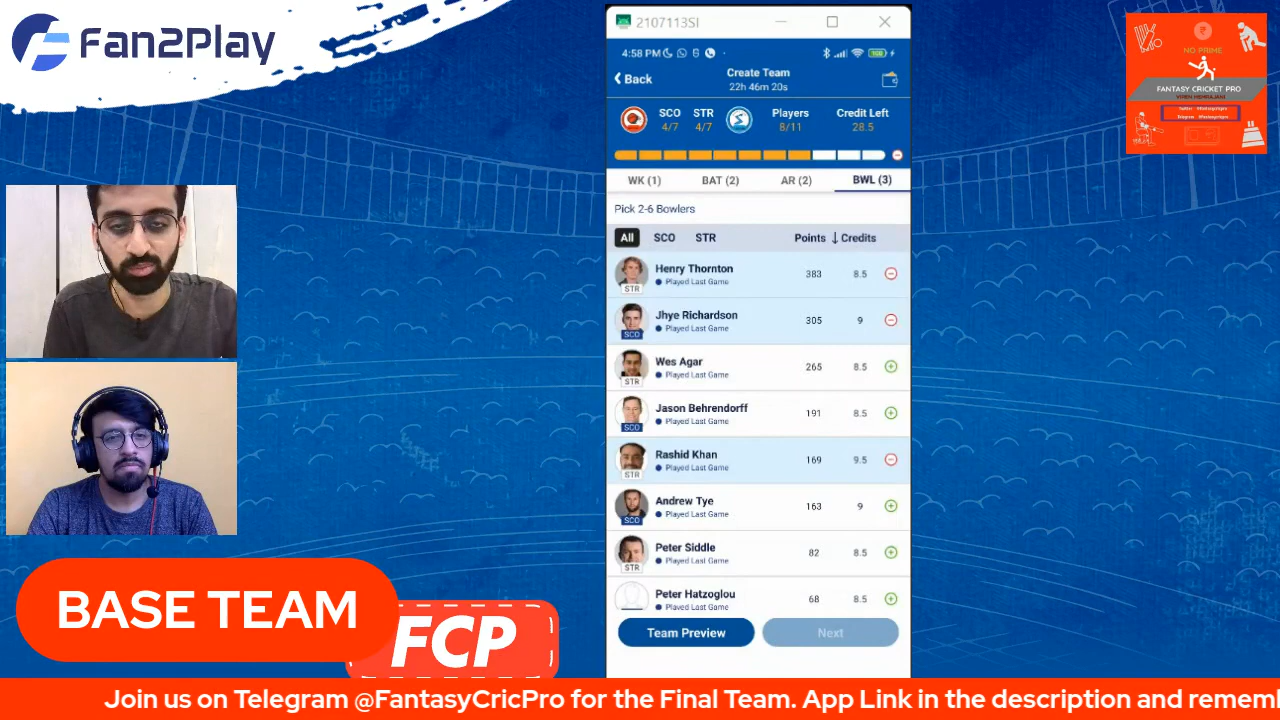 Fan2Play
2107113SI
4:58 PM
Back
Create Team
22h 46m 20s
SCO STR Players Credit Left
4/7 4/7 8/11 28.5
WK (1) BAT (2) AR (2) BWL (3)
Pick 2-6 Bowlers
All SCO STR Points ↓ Credits
Henry Thornton 383 8.5
Played Last Game
STR
Jhye Richardson 305 9
Played Last Game
SCO
Wes Agar 265 8.5
Played Last Game
STR
Jason Behrendorff 191 8.5
Played Last Game
SCO
Rashid Khan 169 9.5
Played Last Game
STR
Andrew Tye 163 9
Played Last Game
SCO
Peter Siddle 82 8.5
Played Last Game
STR
Peter Hatzoglou 68 8.5
Played Last Game
Team Preview Next
NO PRIME
FANTASY CRICKET PRO
BASE TEAM
FCP
Join us on Telegram @FantasyCricPro for the Final Team. App Link in the description and rememb